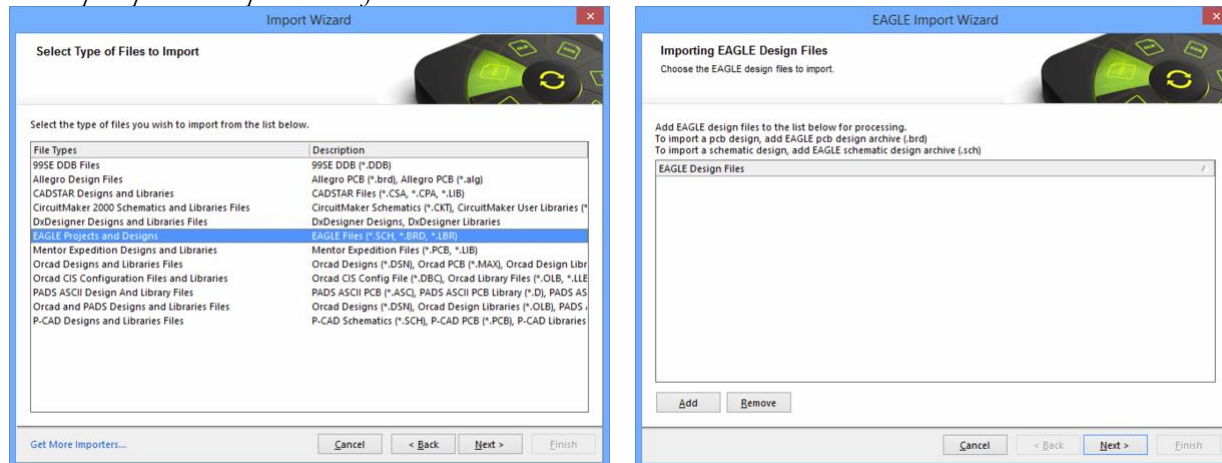 Import Wizard
Select Type of Files to Import
Select the type of files you wish to import from the list below.
File Types Description
99SE DDB Files 99SE DDB (*.DDB)
Allegro Design Files Allegro PCB (*.brd), Allegro PCB (*.alg)
CADSTAR Designs and Libraries CADSTAR Files (*.CSA, *.CPA, *.LIB)
CircuitMaker 2000 Schematics and Libraries Files CircuitMaker Schematics (*.CKT), CircuitMaker User Libraries (*
DxDesigner Designs and Libraries Files DxDesigner Designs, DxDesigner Libraries
EAGLE Projects and Designs EAGLE Files (*.SCH, *.BRD, *.LBR)
Mentor Expedition Designs and Libraries Mentor Expedition Files (*.PCB, *.LIB)
Orcad Designs and Libraries Files Orcad Designs (*.DSN), Orcad PCB (*.MAX), Orcad Design Libr
Orcad CIS Configuration Files and Libraries Orcad CIS Config File (*.DBC), Orcad Library Files (*.OLB, *.LLE
PADS ASCII Design And Library Files PADS ASCII PCB (*.ASC), PADS ASCII PCB Library (*.D), PADS AS
Orcad and PADS Designs and Libraries Files Orcad Designs (*.DSN), Orcad Design Libraries (*.OLB), PADS
P-CAD Designs and Libraries Files P-CAD Schematics (*.SCH), P-CAD PCB (*.PCB), P-CAD Libraries
Get More Importers...
Cancel < Back Next > Finish
EAGLE Import Wizard
Importing EAGLE Design Files
Choose the EAGLE design files to import.
Add EAGLE design files to the list below for processing.
To import a pcb design, add EAGLE pcb design archive (.brd)
To import a schematic design, add EAGLE schematic design archive (.sch)
EAGLE Design Files
Add Remove
Cancel < Back Next > Finish